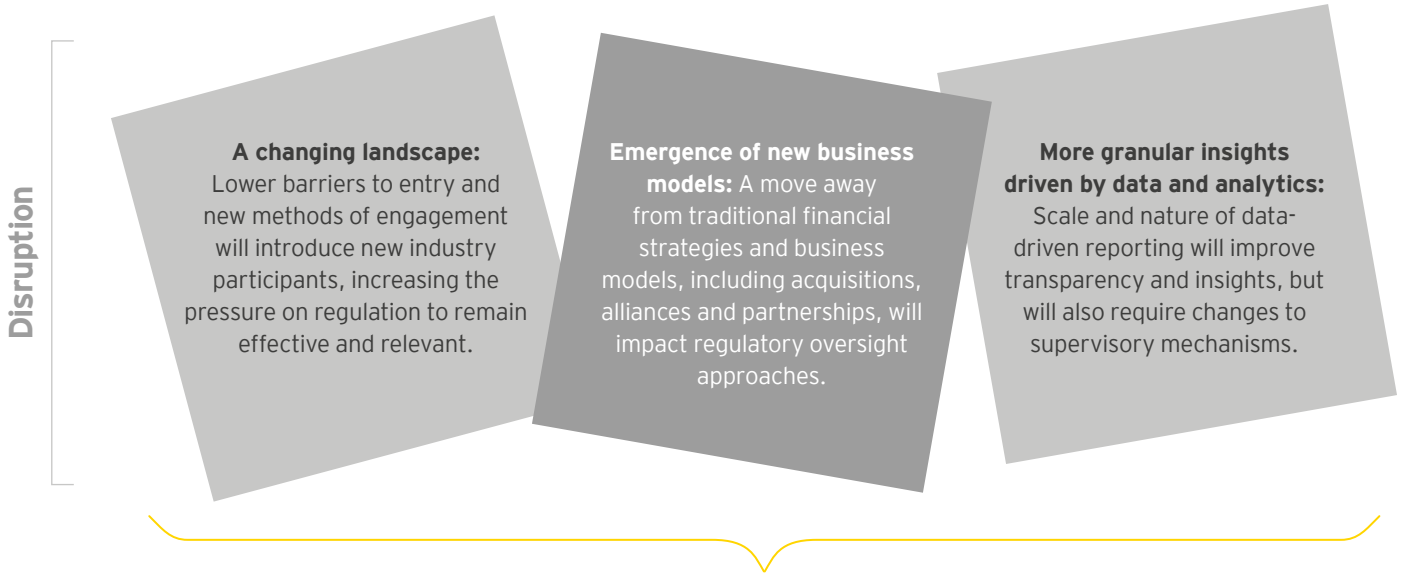 Disruption
A changing landscape:
Lower barriers to entry and
new methods of engagement
will introduce new industry
participants, increasing the
pressure on regulation to remain
effective and relevant.
Emergence of new business
models: A move away
from traditional financial
strategies and business
models, including acquisitions,
alliances and partnerships, will
impact regulatory oversight
approaches.
More granular insights
driven by data and analytics:
Scale and nature of data-
driven reporting will improve
transparency and insights, but
will also require changes to
supervisory mechanisms.